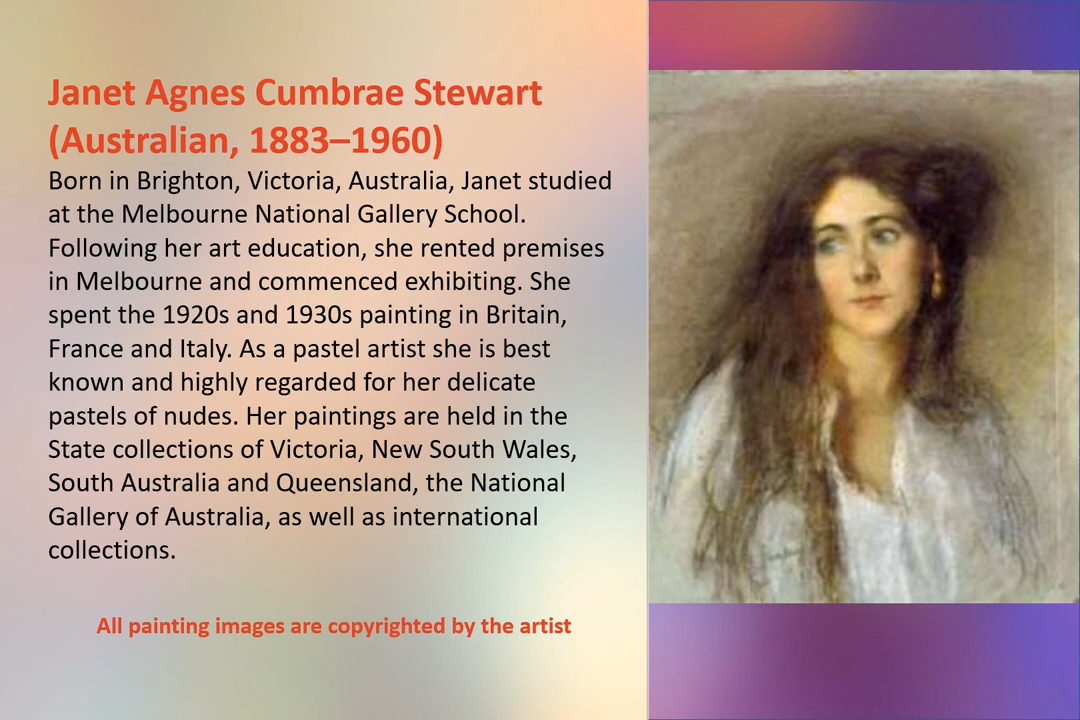 Janet Agnes Cumbrae Stewart
(Australian, 1883–1960)
Born in Brighton, Victoria, Australia, Janet studied
at the Melbourne National Gallery School.
Following her art education, she rented premises
in Melbourne and commenced exhibiting. She
spent the 1920s and 1930s painting in Britain,
France and Italy. As a pastel artist she is best
known and highly regarded for her delicate
pastels of nudes. Her paintings are held in the
State collections of Victoria, New South Wales,
South Australia and Queensland, the National
Gallery of Australia, as well as international
collections.
All painting images are copyrighted by the artist